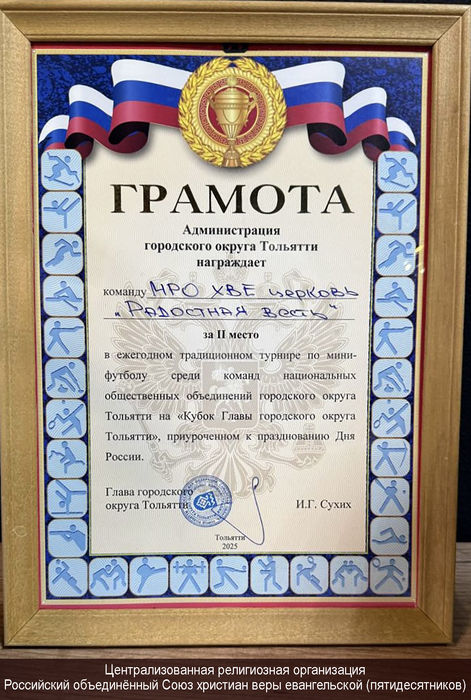 ГРАМОТА
Администрация
городского округа Тольятти
награждает
команду МРО ХВЕ церковь
„Радостная весть"
за II место
в ежегодном традиционном турнире по мини-
футболу среди команд национальных
общественных объединений городского округа
Тольятти на «Кубок Главы городского округа
Тольятти», приуроченном к празднованию Дня
России.
Глава городского
округа Тольятти
И.Г. Сухих
Тольятти
2025
Централизованная религиозная организация
Российский объединённый Союз христиан веры евангельской (пятидесятников)